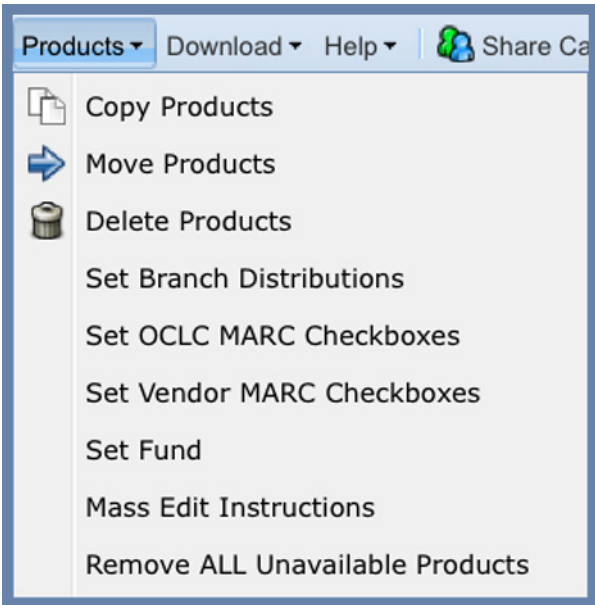 Products Download Help Share Ca
Copy Products
Move Products
Delete Products
Set Branch Distributions
Set OCLC MARC Checkboxes
Set Vendor MARC Checkboxes
Set Fund
Mass Edit Instructions
Remove ALL Unavailable Products